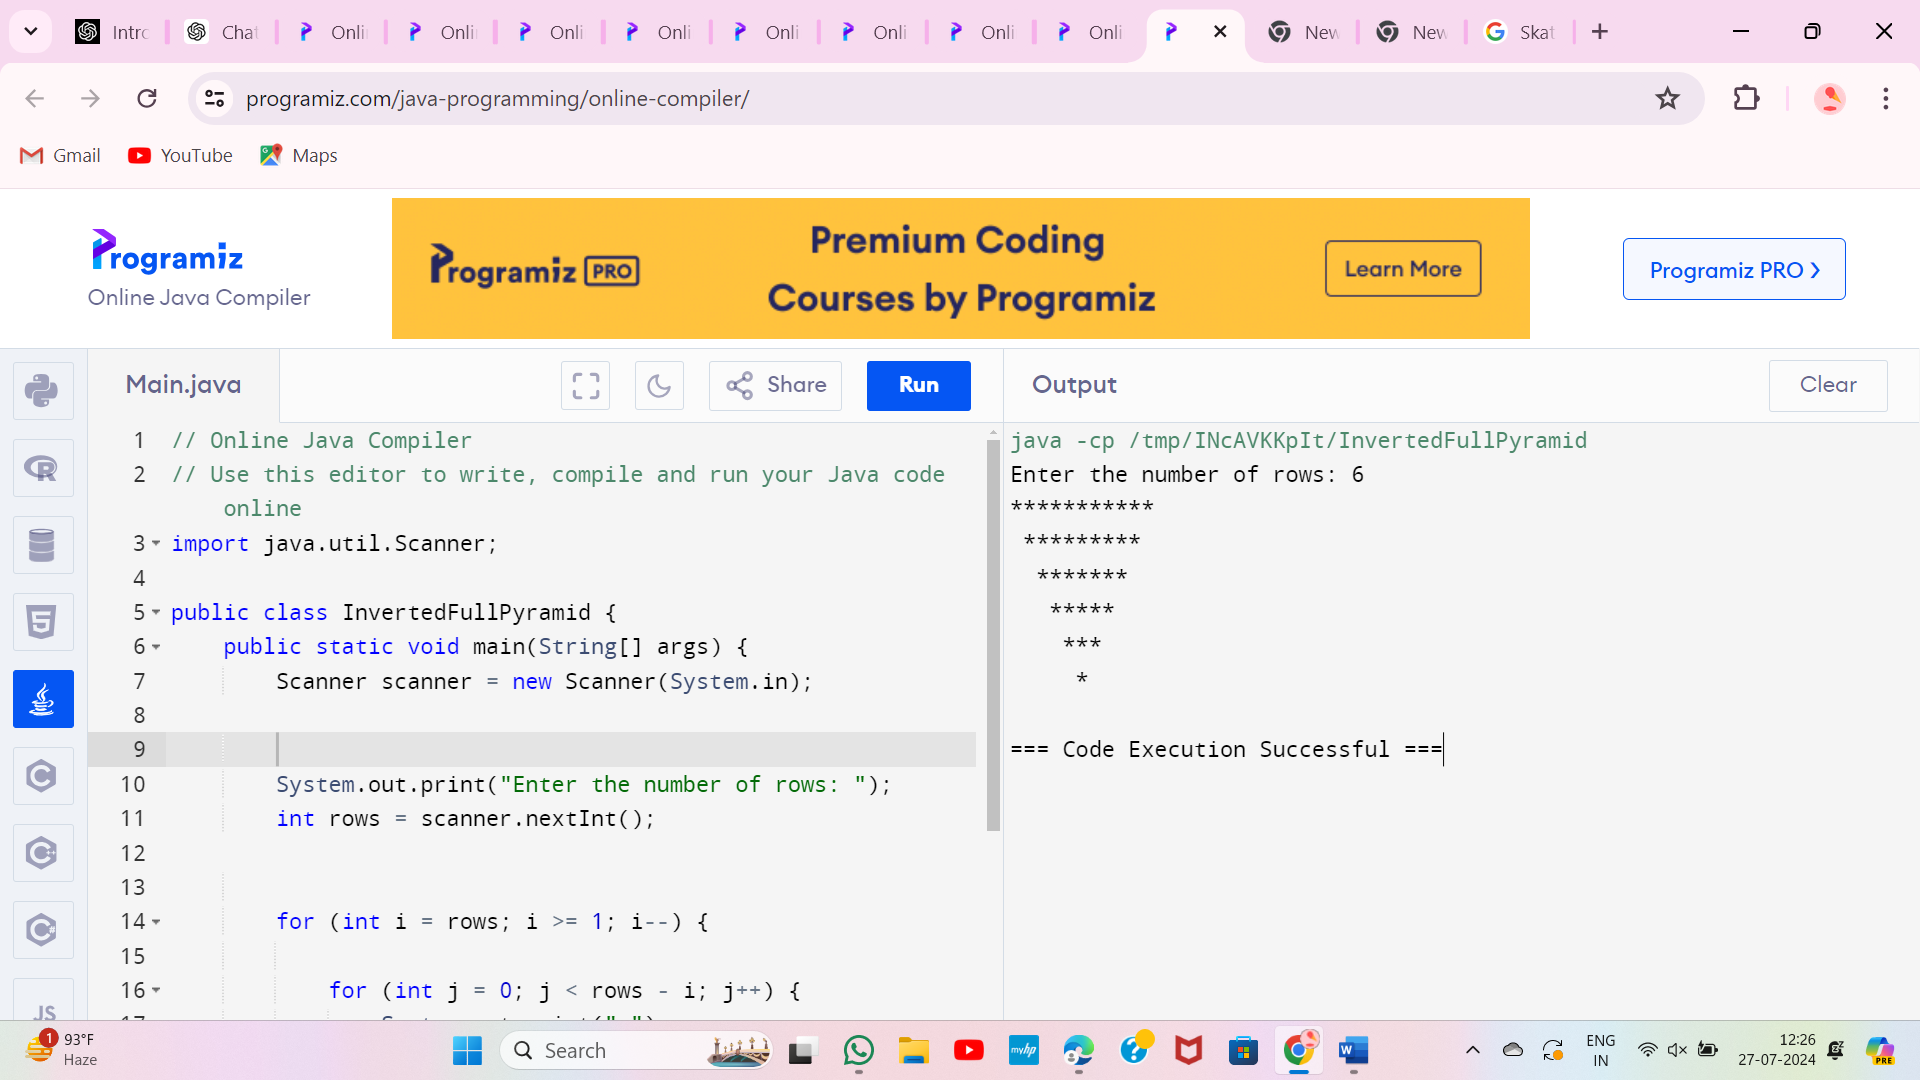 Intro
Chat
Onli
Onlin
Onli
Onli
Onli
Onli
Onli
Onli
New
New
Skat
programiz.com/java-programming/online-compiler/
Gmail
YouTube
Maps
Programiz
Online Java Compiler
Programiz PRO
Premium Coding
Courses by Programiz
Learn More
Programiz PRO ›
Main.java
Share
Run
Output
Clear
1 // Online Java Compiler
2 // Use this editor to write, compile and run your Java code
online
3 import java.util.Scanner;
4
5 public class InvertedFullPyramid {
6 public static void main(String[] args) {
7 Scanner scanner = new Scanner(System.in);
8
9
10 System.out.print("Enter the number of rows: ");
11 int rows = scanner.nextInt();
12
13
14 for (int i = rows; i >= 1; i--) {
15
16 for (int j = 0; j < rows - i; j++) {
java -cp /tmp/INcAVKKpIt/InvertedFullPyramid
Enter the number of rows: 6
***********
 *********
  *******
   *****
    ***
     *
=== Code Execution Successful ===
JS
1
93°F
Haze
Search
myhp
ENG
IN
12:26
27-07-2024
PRE